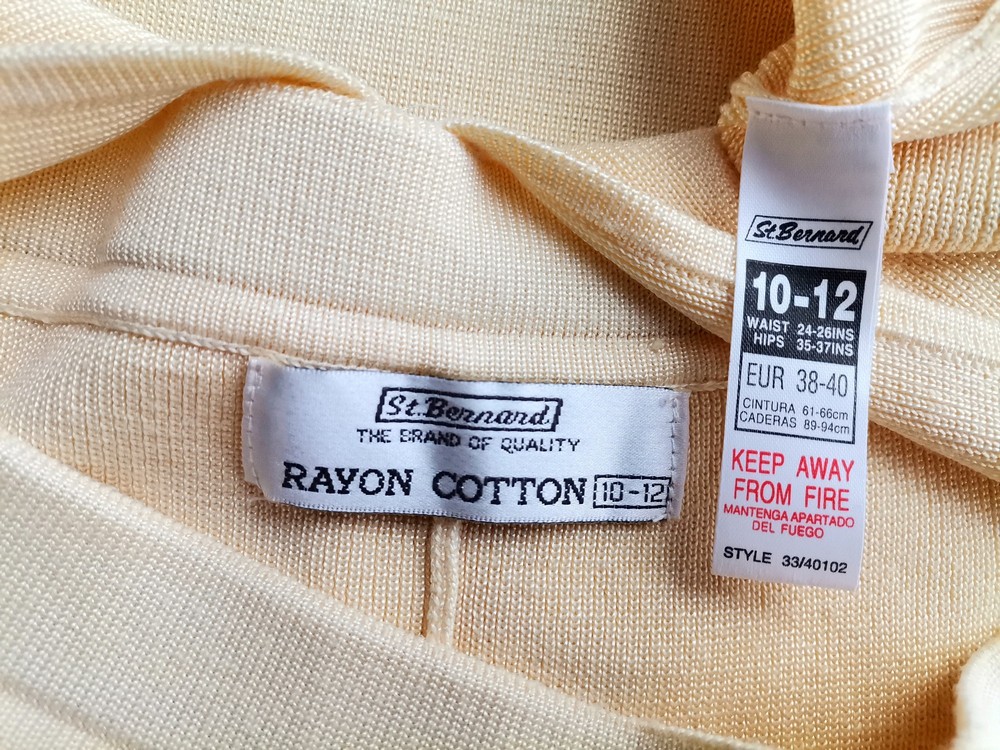 St.Bernard
THE BRAND OF QUALITY
RAYON COTTON 10-12
St.Bernard
10-12
WAIST 24-26INS
HIPS 35-37INS
EUR 38-40
CINTURA 61-66cm
CADERAS 89-94cm
KEEP AWAY
FROM FIRE
MANTENGA APARTADO
DEL FUEGO
STYLE 33/40102